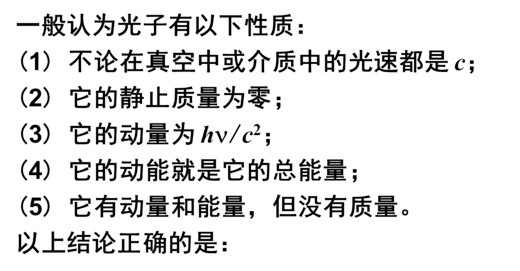 一般认为光子有以下性质：
（1）不论在真空中或介质中的光速都是 c；
（2）它的静止质量为零；
（3）它的动量为 hν/c²；
（4）它的动能就是它的总能量；
（5）它有动量和能量，但没有质量。
以上结论正确的是：